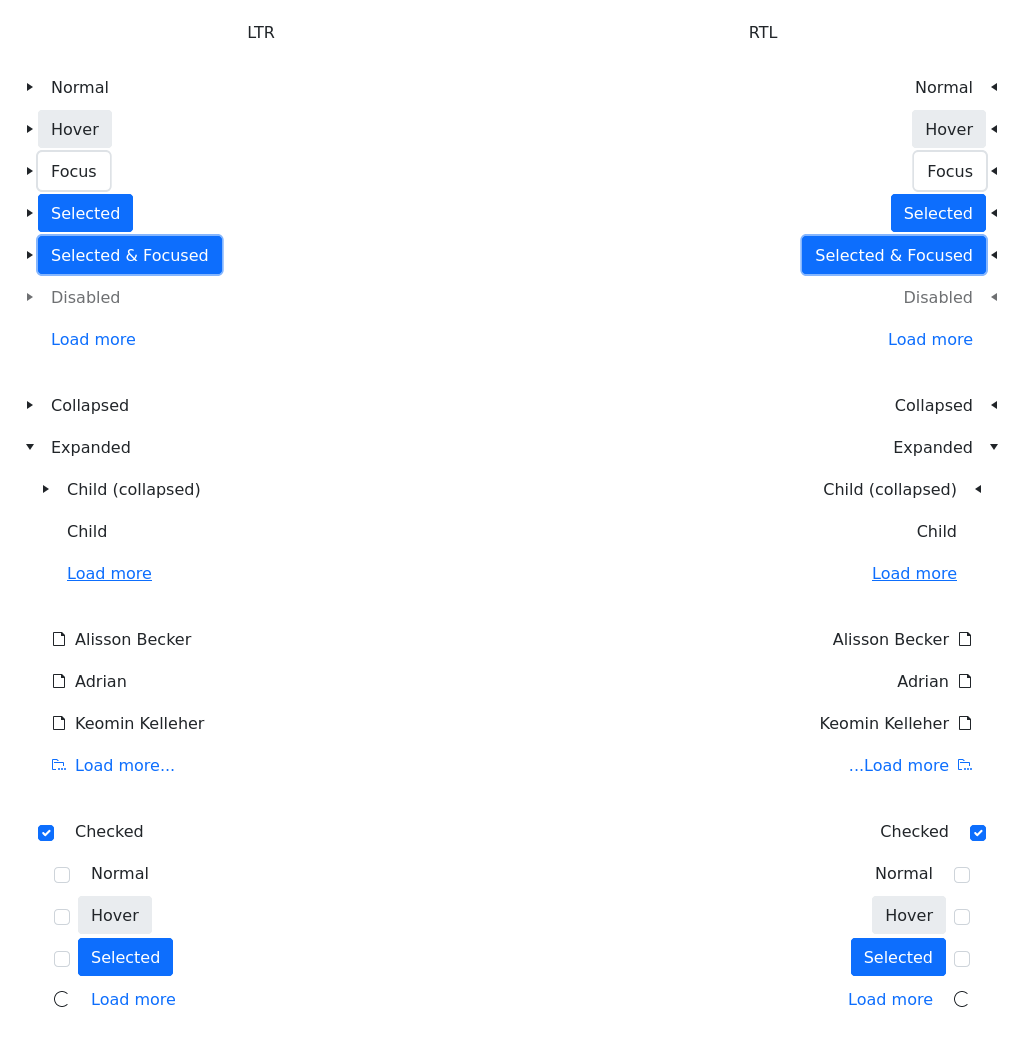 LTR
RTL
Normal
Hover
Focus
Selected
Selected & Focused
Disabled
Load more
Collapsed
Expanded
Child (collapsed)
Child
Load more
Alisson Becker
Adrian
Keomin Kelleher
Load more...
Checked
Normal
Hover
Selected
Load more
Normal
Hover
Focus
Selected
Selected & Focused
Disabled
Load more
Collapsed
Expanded
Child (collapsed)
Child
Load more
Alisson Becker
Adrian
Keomin Kelleher
...Load more
Checked
Normal
Hover
Selected
Load more